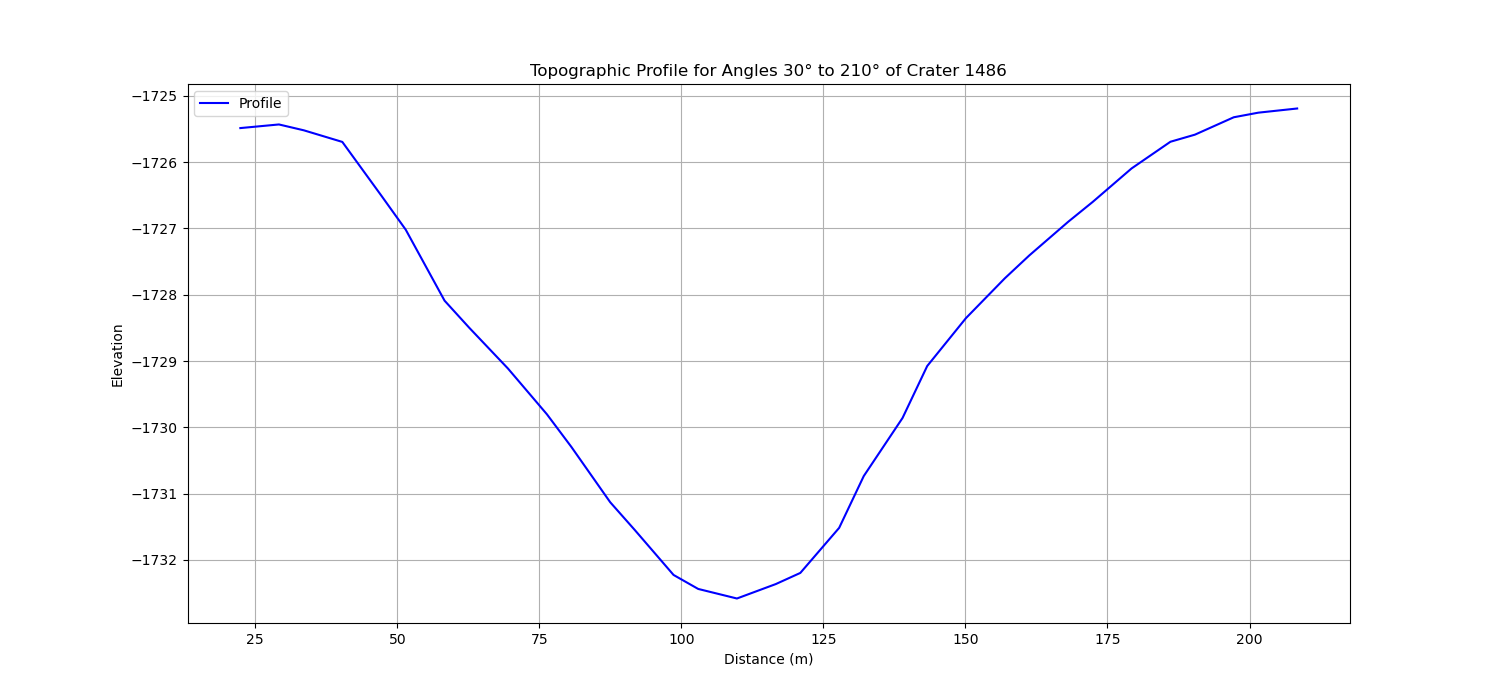 Topographic Profile for Angles 30° to 210° of Crater 1486
Profile
−1725
−1726
−1727
−1728
−1729
−1730
−1731
−1732
Elevation
25 50 75 100 125 150 175 200
Distance (m)